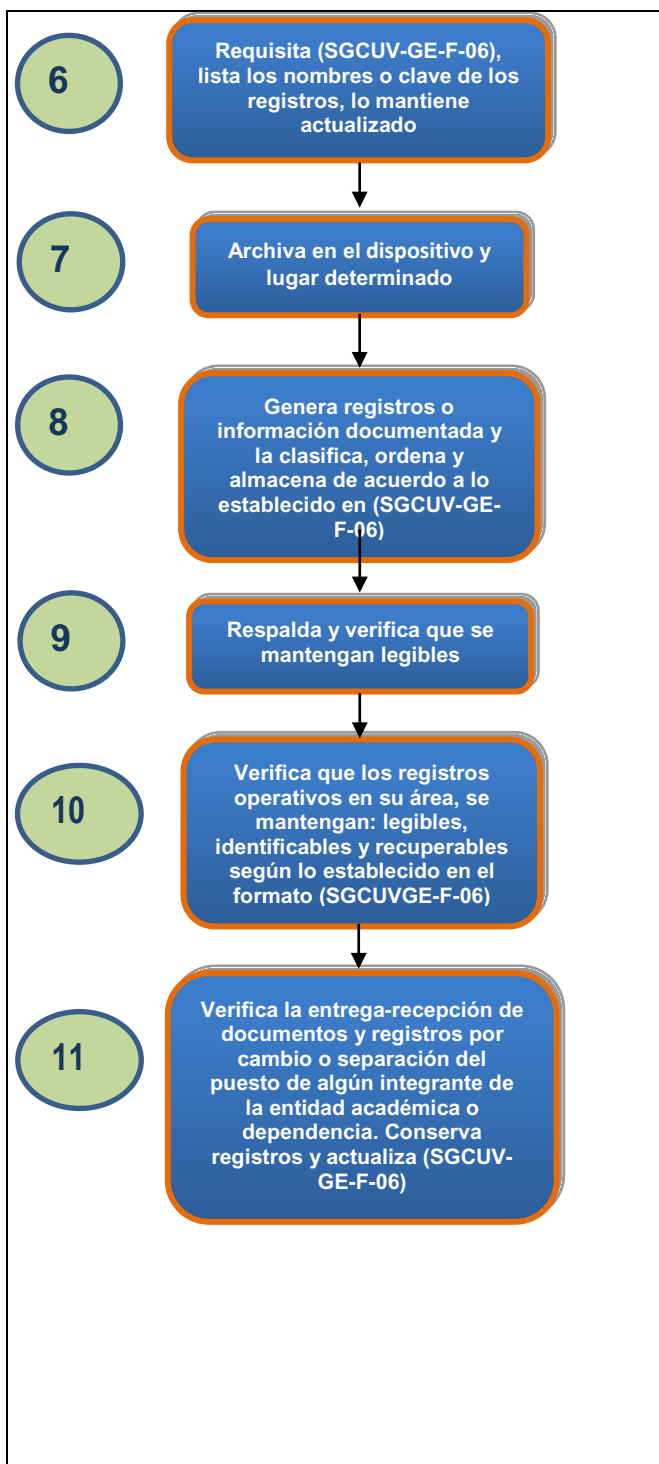 6
Requisita (SGCUV-GE-F-06),
lista los nombres o clave de los
registros, lo mantiene
actualizado
7
Archiva en el dispositivo y
lugar determinado
8
Genera registros o
información documentada y
la clasifica, ordena y
almacena de acuerdo a lo
establecido en (SGCUV-GE-
F-06)
9
Respalda y verifica que se
mantengan legibles
10
Verifica que los registros
operativos en su área, se
mantengan: legibles,
identificables y recuperables
según lo establecido en el
formato (SGCUVGE-F-06)
11
Verifica la entrega-recepción de
documentos y registros por
cambio o separación del
puesto de algún integrante de
la entidad académica o
dependencia. Conserva
registros y actualiza (SGCUV-
GE-F-06)